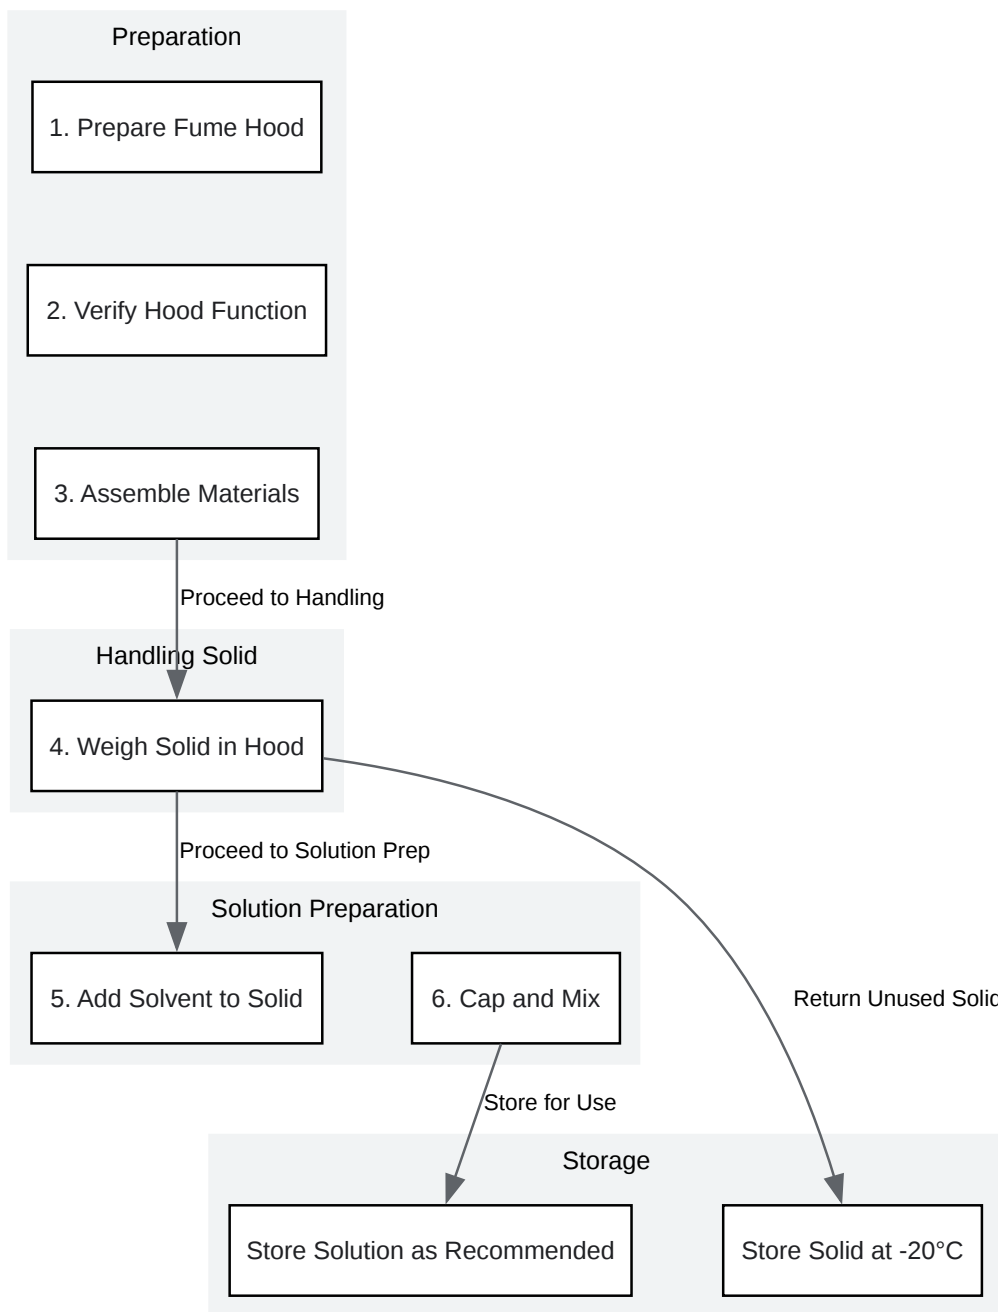 Preparation
1. Prepare Fume Hood
2. Verify Hood Function
3. Assemble Materials
Proceed to Handling
Handling Solid
4. Weigh Solid in Hood
Proceed to Solution Prep
Solution Preparation
5. Add Solvent to Solid
6. Cap and Mix
Return Unused Solid
Store for Use
Storage
Store Solution as Recommended
Store Solid at -20°C